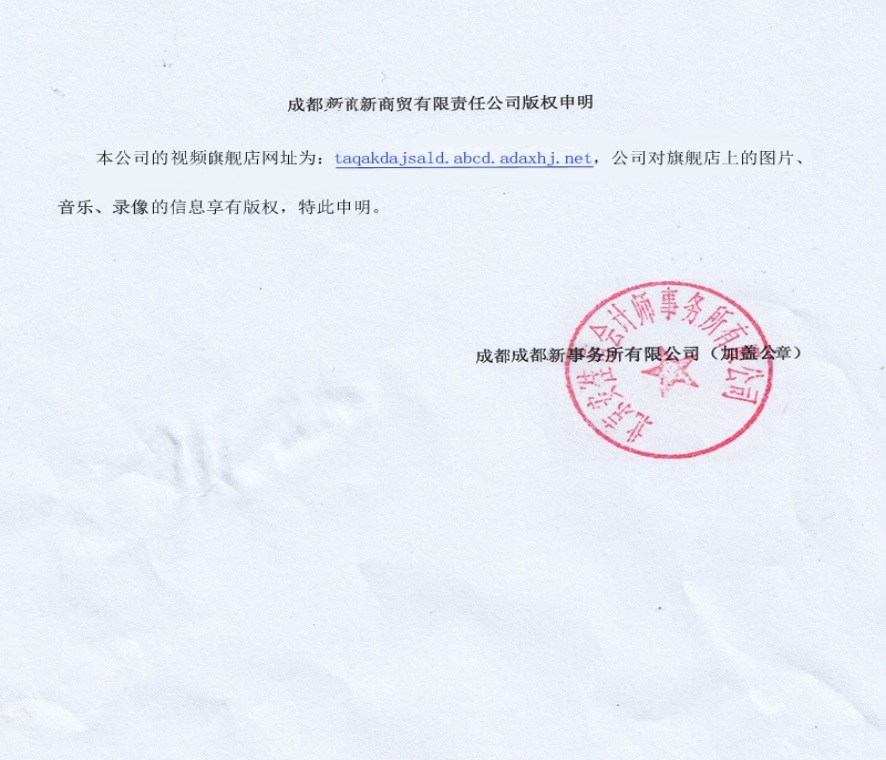 成都新高新商贸有限责任公司版权申明
本公司的视频旗舰店网址为：taqakdajsald.abcd.adaxhj.net，公司对旗舰店上的图片、
音乐、录像的信息享有版权，特此申明。
会计师事务所有限公司
北京
成都成都新事务所有限公司（加盖公章）